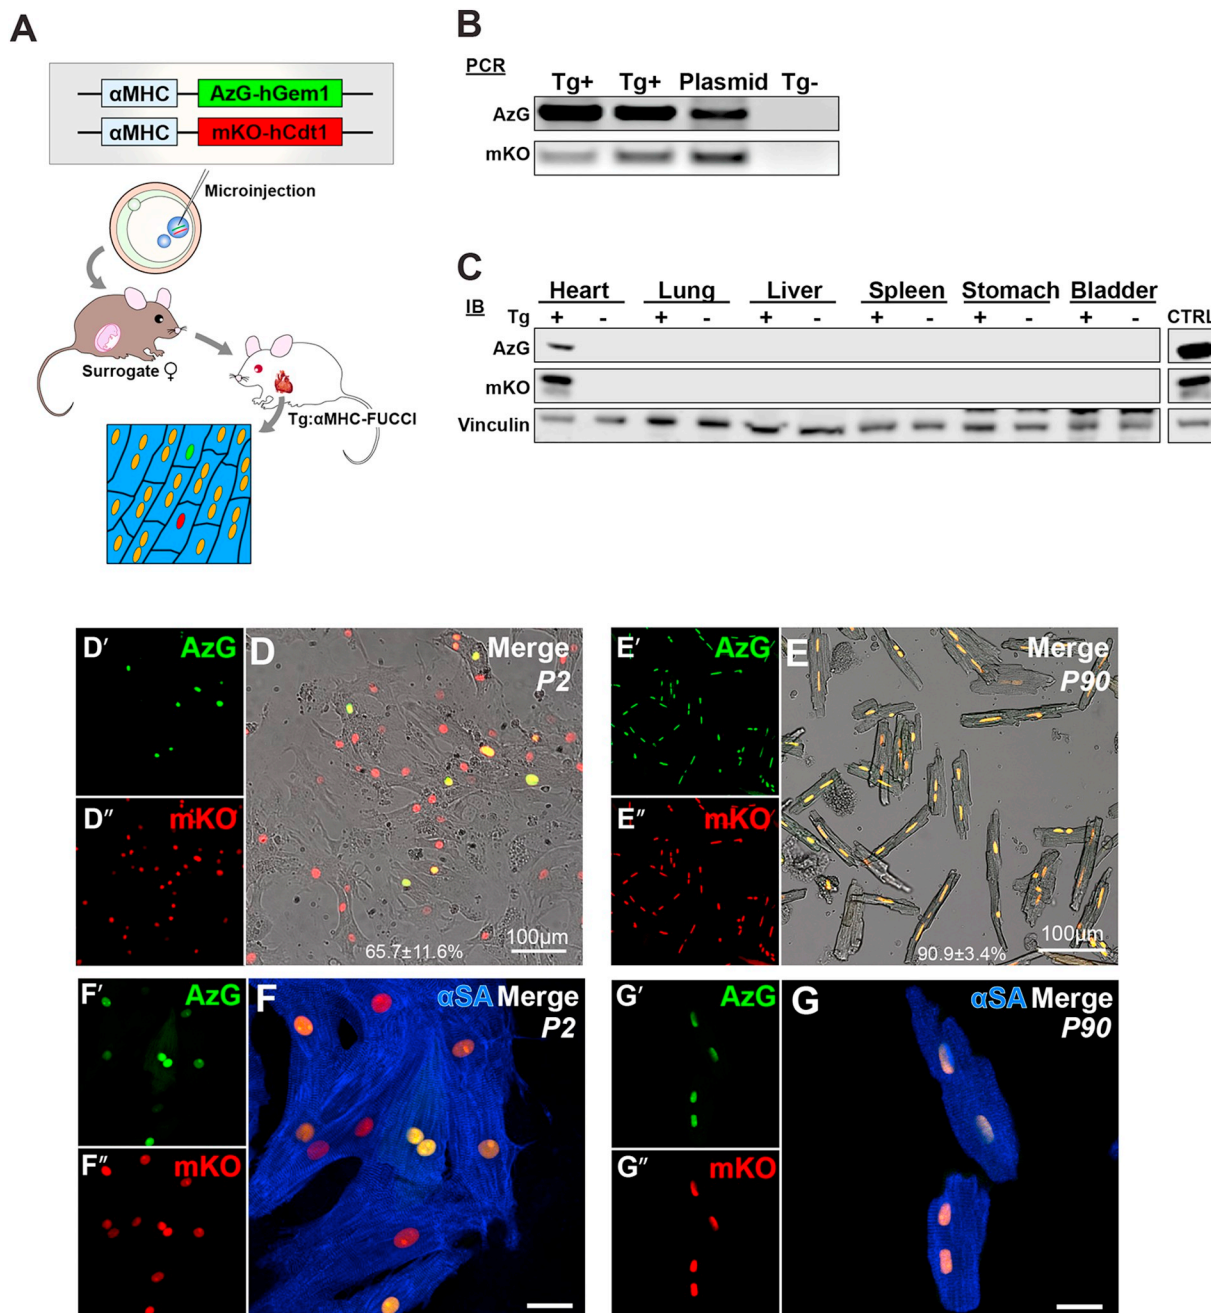 A
αMHC AzG-hGem1
αMHC mKO-hCdt1
Microinjection
Surrogate ♀
Tg:αMHC-FUCCI
B
PCR
Tg+ Tg+ Plasmid Tg-
AzG
mKO
C
IB
Heart Lung Liver Spleen Stomach Bladder
Tg + - + - + - + - + - + - CTRL
AzG
mKO
Vinculin
D' AzG
D" mKO
D Merge
P2
65.7±11.6%
100μm
E' AzG
E" mKO
E Merge
P90
90.9±3.4%
100μm
F' AzG
F" mKO
F αSA Merge
P2
G' AzG
G" mKO
G αSA Merge
P90